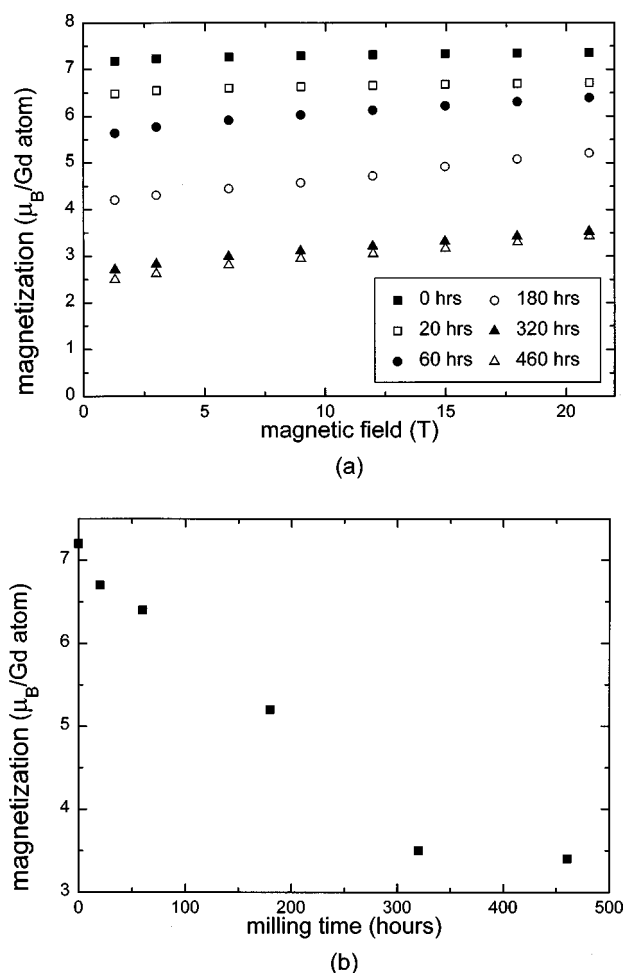 8
7
6
5
4
3
2
1
0
magnetization (μB/Gd atom)
0 hrs
20 hrs
60 hrs
180 hrs
320 hrs
460 hrs
0 5 10 15 20
magnetic field (T)
(a)
7
6
5
4
3
magnetization (μB/Gd atom)
0 100 200 300 400 500
milling time (hours)
(b)